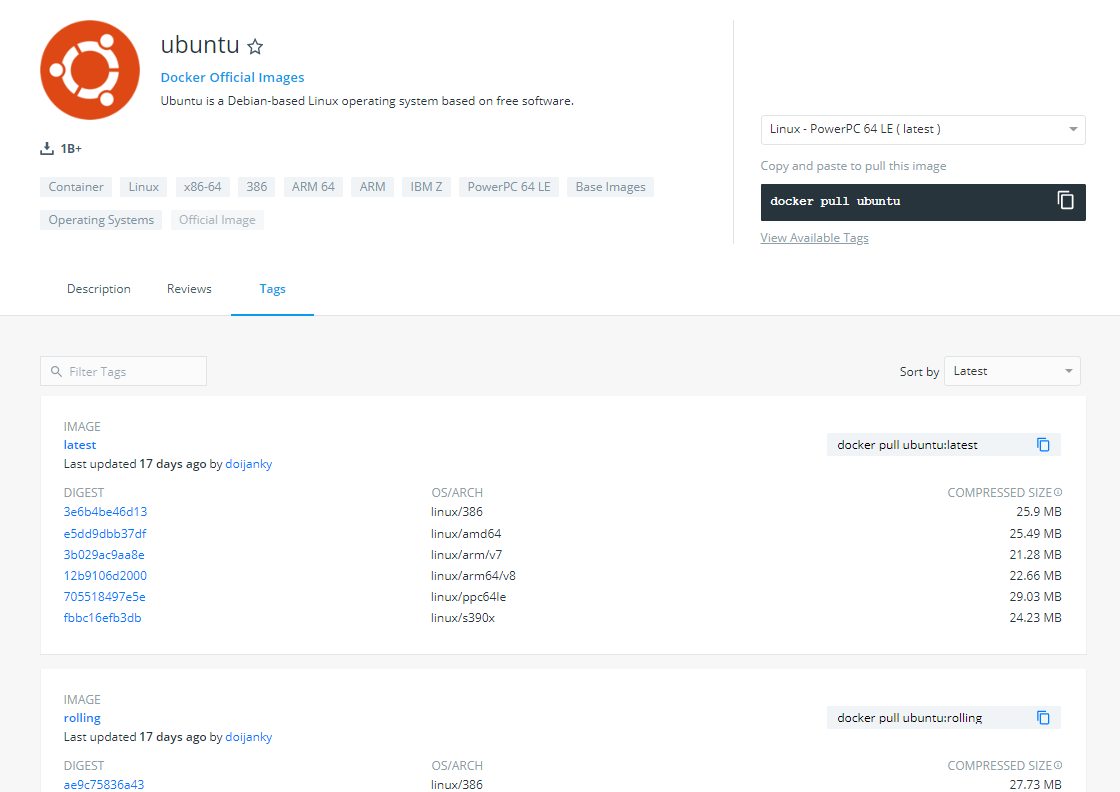 ubuntu
Docker Official Images
Ubuntu is a Debian-based Linux operating system based on free software.
1B+
Container Linux x86-64 386 ARM 64 ARM IBM Z PowerPC 64 LE Base Images
Operating Systems Official Image
Linux - PowerPC 64 LE ( latest )
Copy and paste to pull this image
docker pull ubuntu
View Available Tags
Description Reviews Tags
Filter Tags
Sort by Latest
IMAGE
latest
Last updated 17 days ago by doijanky
docker pull ubuntu:latest
DIGEST OS/ARCH COMPRESSED SIZE
3e6b4be46d13 linux/386 25.9 MB
e5dd9dbb37df linux/amd64 25.49 MB
3b029ac9aa8e linux/arm/v7 21.28 MB
12b9106d2000 linux/arm64/v8 22.66 MB
705518497e5e linux/ppc64le 29.03 MB
fbbc16efb3db linux/s390x 24.23 MB
IMAGE
rolling
Last updated 17 days ago by doijanky
docker pull ubuntu:rolling
DIGEST OS/ARCH COMPRESSED SIZE
ae9c75836a43 linux/386 27.73 MB